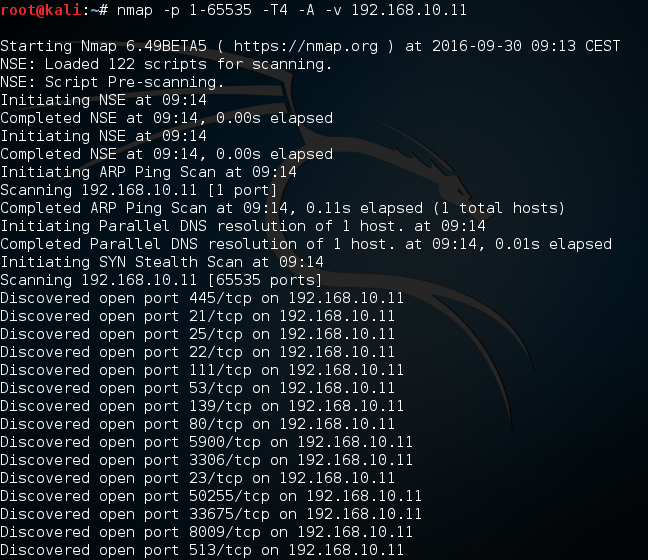 root@kali:~# nmap -p 1-65535 -T4 -A -v 192.168.10.11
Starting Nmap 6.49BETA5 ( https://nmap.org ) at 2016-09-30 09:13 CEST
NSE: Loaded 122 scripts for scanning.
NSE: Script Pre-scanning.
Initiating NSE at 09:14
Completed NSE at 09:14, 0.00s elapsed
Initiating NSE at 09:14
Completed NSE at 09:14, 0.00s elapsed
Initiating ARP Ping Scan at 09:14
Scanning 192.168.10.11 [1 port]
Completed ARP Ping Scan at 09:14, 0.11s elapsed (1 total hosts)
Initiating Parallel DNS resolution of 1 host. at 09:14
Completed Parallel DNS resolution of 1 host. at 09:14, 0.01s elapsed
Initiating SYN Stealth Scan at 09:14
Scanning 192.168.10.11 [65535 ports]
Discovered open port 445/tcp on 192.168.10.11
Discovered open port 21/tcp on 192.168.10.11
Discovered open port 25/tcp on 192.168.10.11
Discovered open port 22/tcp on 192.168.10.11
Discovered open port 111/tcp on 192.168.10.11
Discovered open port 53/tcp on 192.168.10.11
Discovered open port 139/tcp on 192.168.10.11
Discovered open port 80/tcp on 192.168.10.11
Discovered open port 5900/tcp on 192.168.10.11
Discovered open port 3306/tcp on 192.168.10.11
Discovered open port 23/tcp on 192.168.10.11
Discovered open port 50255/tcp on 192.168.10.11
Discovered open port 33675/tcp on 192.168.10.11
Discovered open port 8009/tcp on 192.168.10.11
Discovered open port 513/tcp on 192.168.10.11